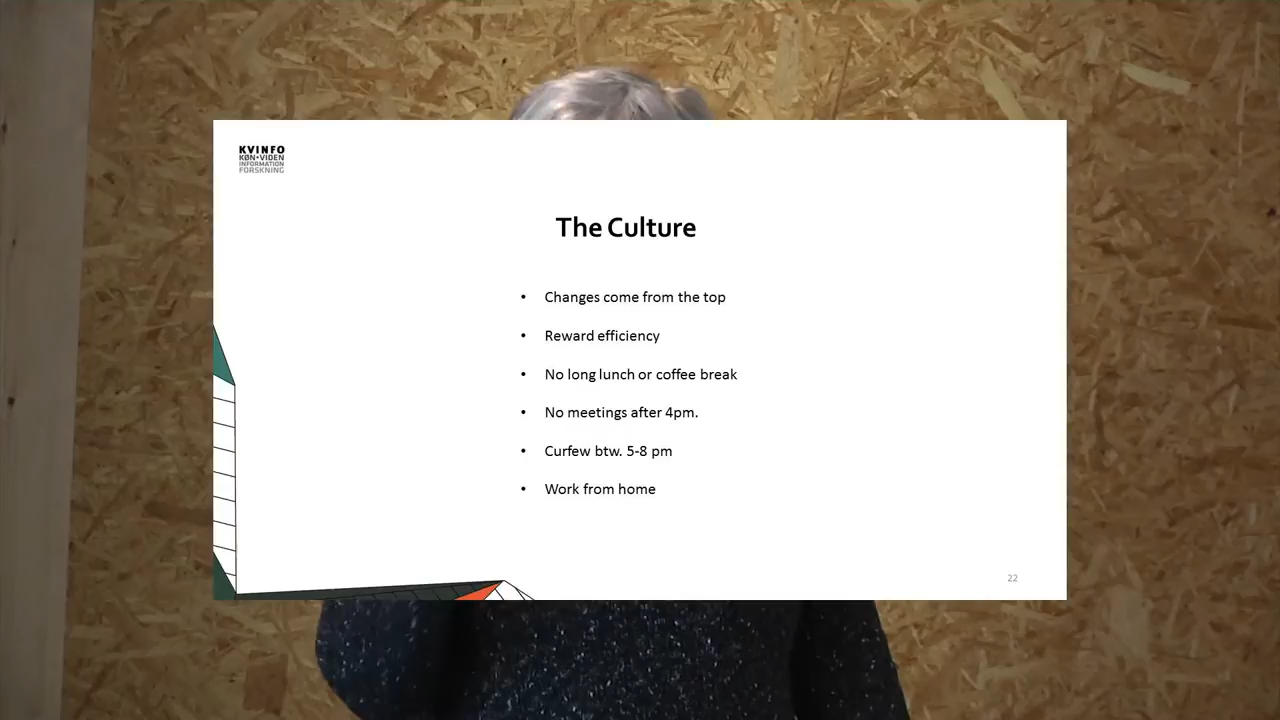 KVINFO
KØN•VIDEN
INFORMATION
FORSKNING
The Culture
• Changes come from the top
• Reward efficiency
• No long lunch or coffee break
• No meetings after 4pm.
• Curfew btw. 5-8 pm
• Work from home
22